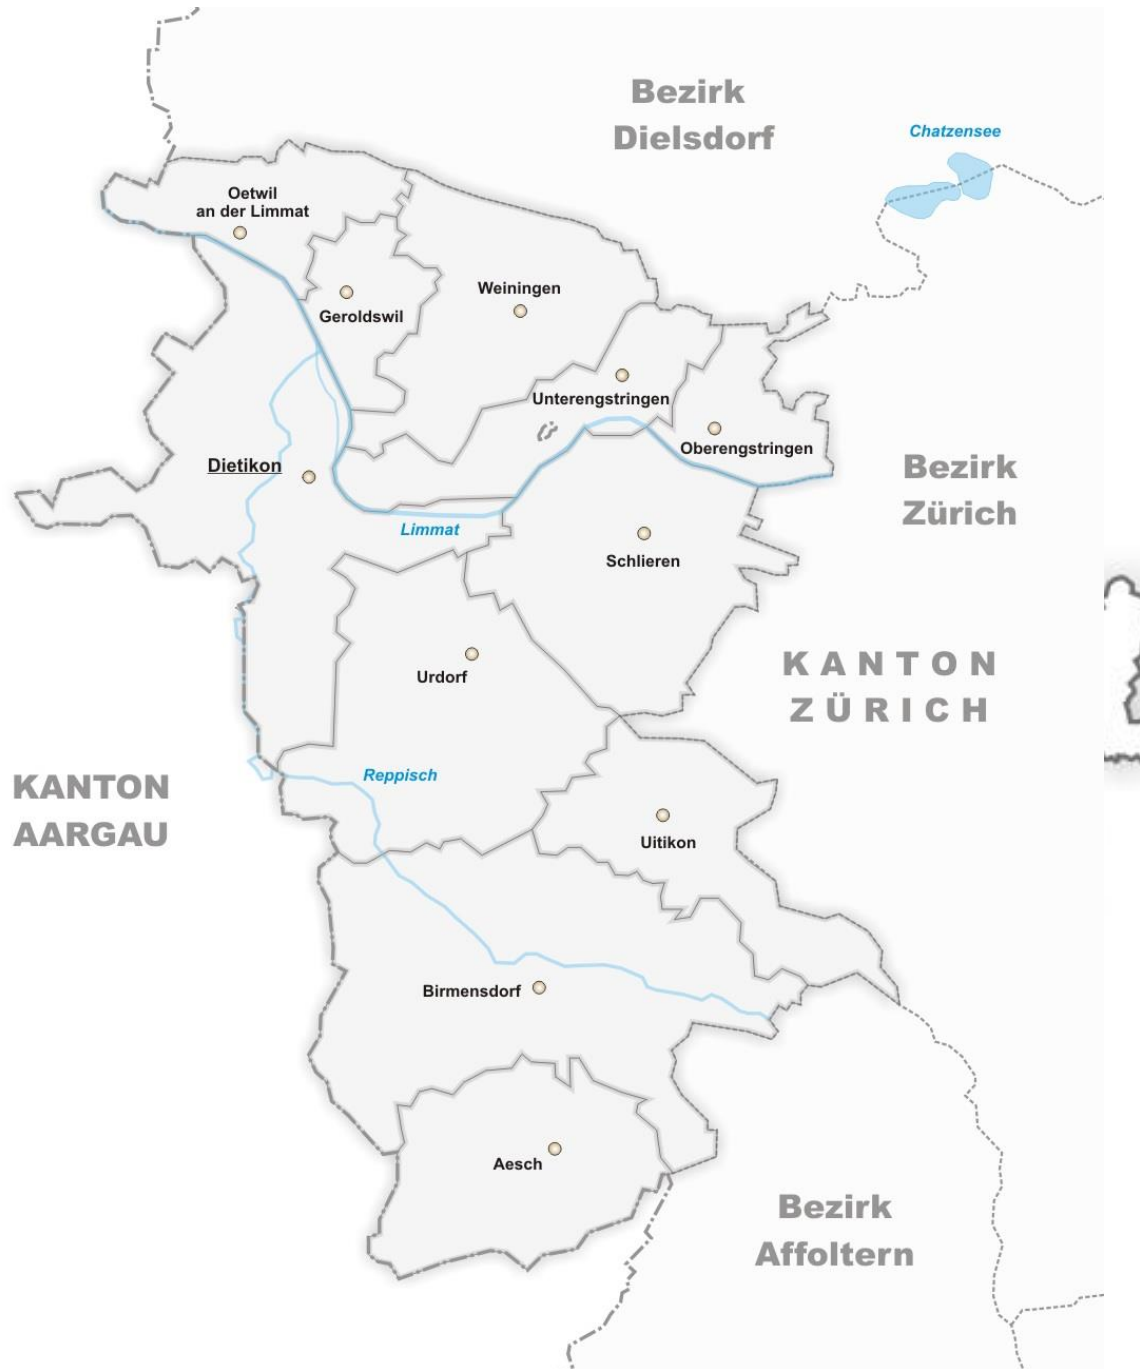 Bezirk
Dielsdorf
Chatzensee
Oetwil
an der Limmat
Weiningen
Geroldswil
Unterengstringen
Oberengstringen
Dietikon
Bezirk
Zürich
Limmat
Schlieren
KANTON
ZÜRICH
Urdorf
Reppisch
KANTON
AARGAU
Uitikon
Birmensdorf
Aesch
Bezirk
Affoltern